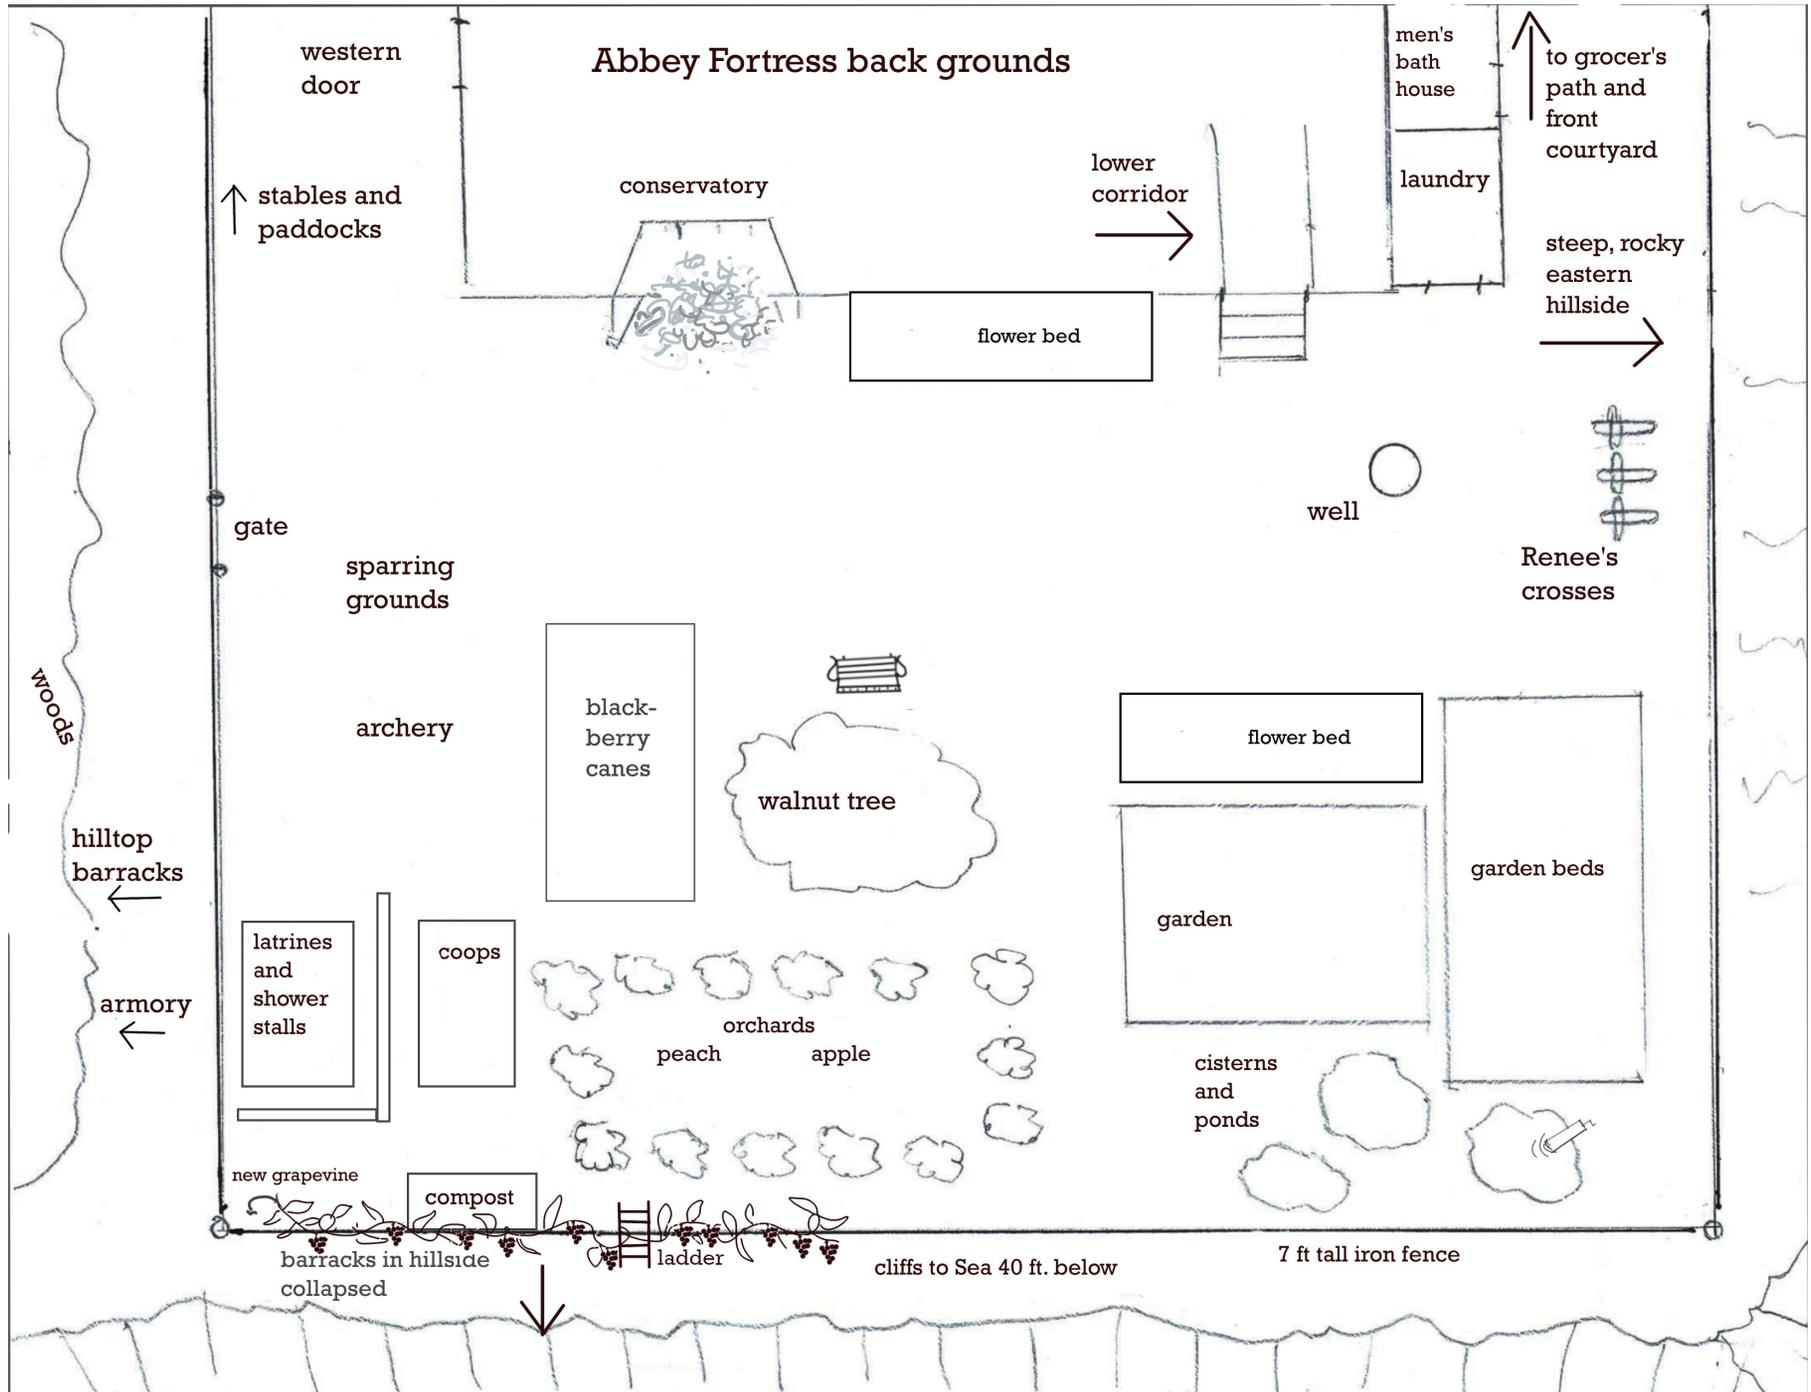 Abbey Fortress back grounds
western
door
men's
bath
house
to grocer's
path and
front
courtyard
lower
corridor
laundry
conservatory
stables and
paddocks
steep, rocky
eastern
hillside
flower bed
well
gate
Renee's
crosses
sparring
grounds
woods
black-
berry
canes
archery
flower bed
walnut tree
hilltop
barracks
garden beds
garden
latrines
and
shower
stalls
coops
armory
orchards
peach apple
cisterns
and
ponds
new grapevine
compost
barracks in hillside
collapsed
ladder
cliffs to Sea 40 ft. below
7 ft tall iron fence